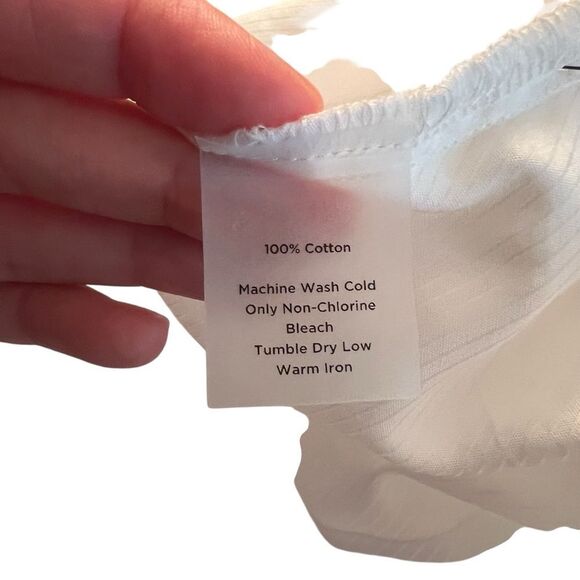 100% Cotton
Machine Wash Cold
Only Non-Chlorine
Bleach
Tumble Dry Low
Warm Iron